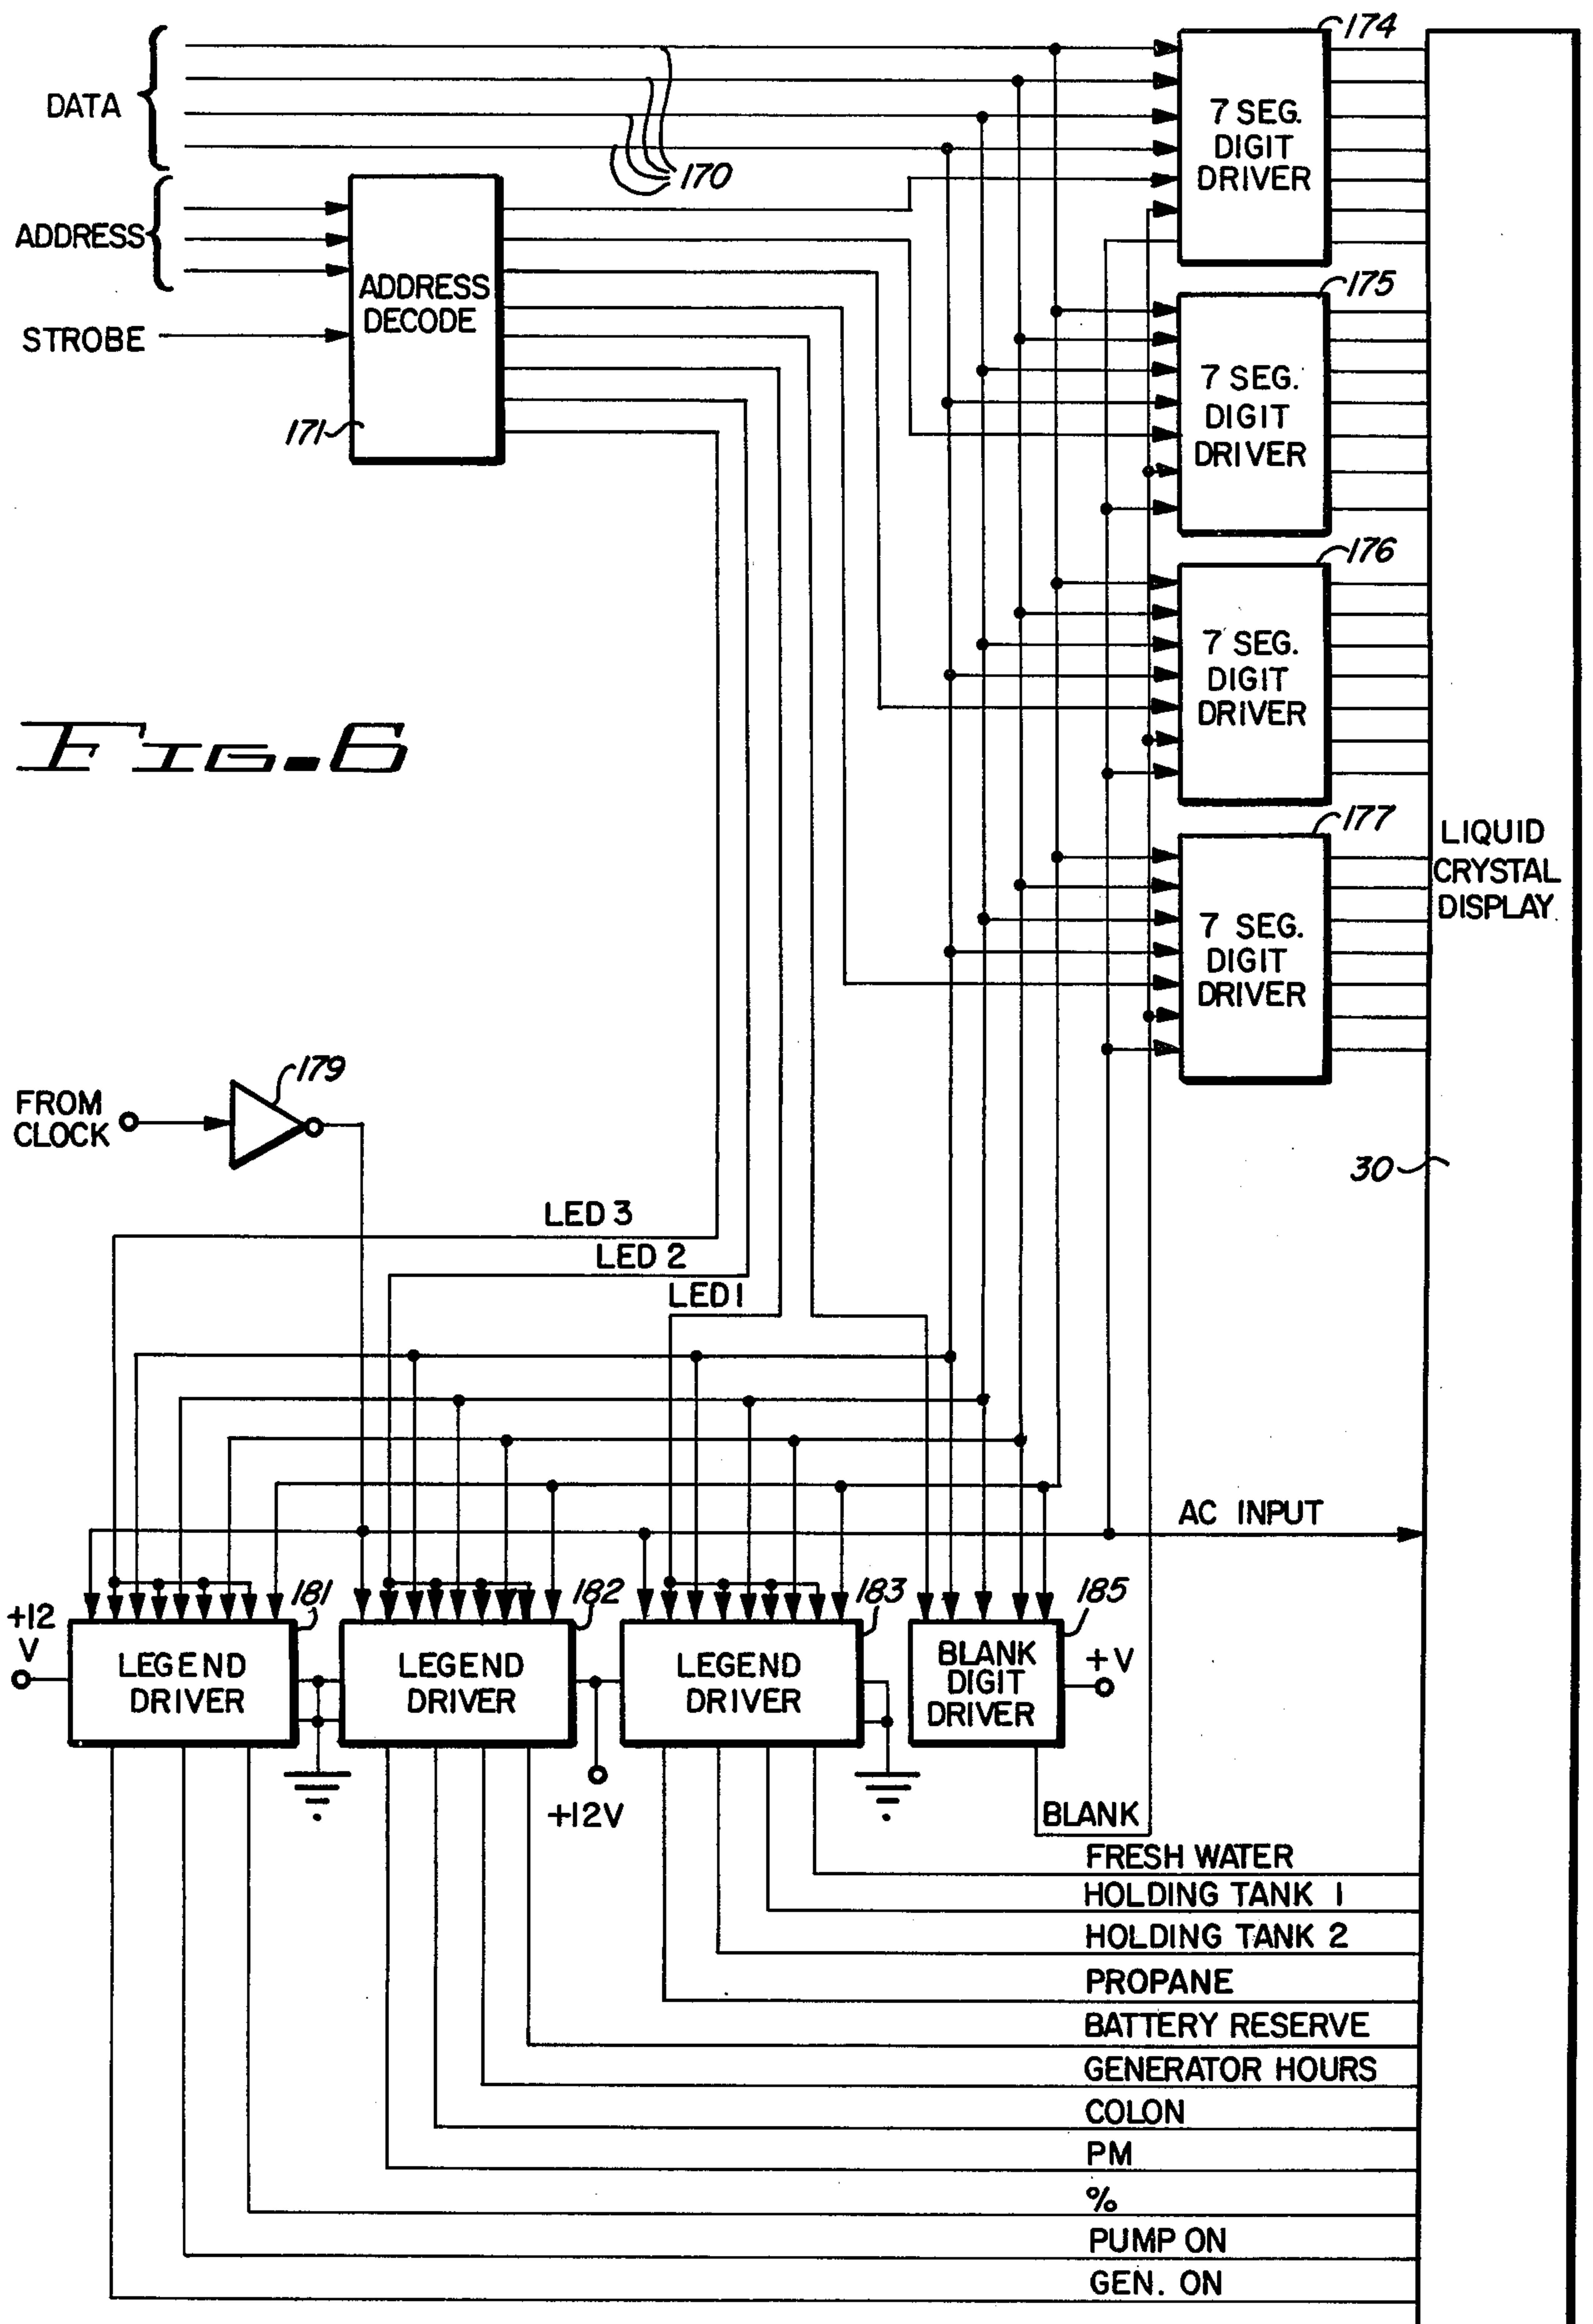 174
DATA
7 SEG.
DIGIT
DRIVER
170
ADDRESS
ADDRESS
DECODE
175
STROBE
7 SEG.
DIGIT
DRIVER
171
176
7 SEG.
DIGIT
DRIVER
FIG.6
177
LIQUID
CRYSTAL
DISPLAY
7 SEG.
DIGIT
DRIVER
179
FROM
CLOCK
30
LED 3
LED 2
LED 1
AC INPUT
181
182
183
185
+12
V
LEGEND
DRIVER
LEGEND
DRIVER
LEGEND
DRIVER
BLANK
DIGIT
DRIVER
+V
+12V
BLANK
FRESH WATER
HOLDING TANK 1
HOLDING TANK 2
PROPANE
BATTERY RESERVE
GENERATOR HOURS
COLON
PM
%
PUMP ON
GEN. ON